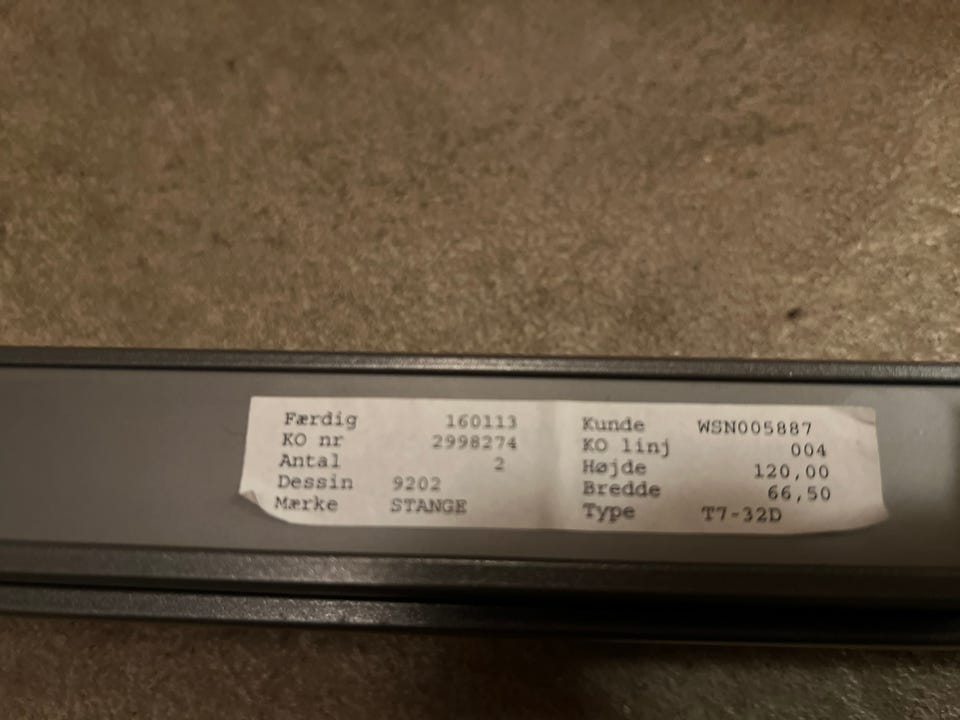 Færdig 160113 Kunde WSN005887
KO nr 2998274 KO linj 004
Antal 2 Højde 120,00
Dessin 9202 Bredde 66,50
Mærke STANGE Type T7-32D